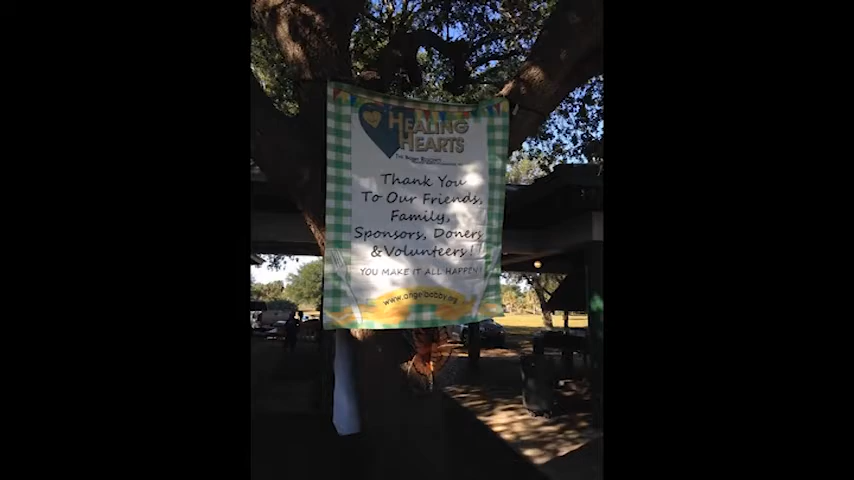 HEALING
HEARTS
Thank You
To Our Friends,
Family,
Sponsors, Doners
& Volunteers!
YOU MAKE IT ALL HAPPEN!
www.angelbobby.org